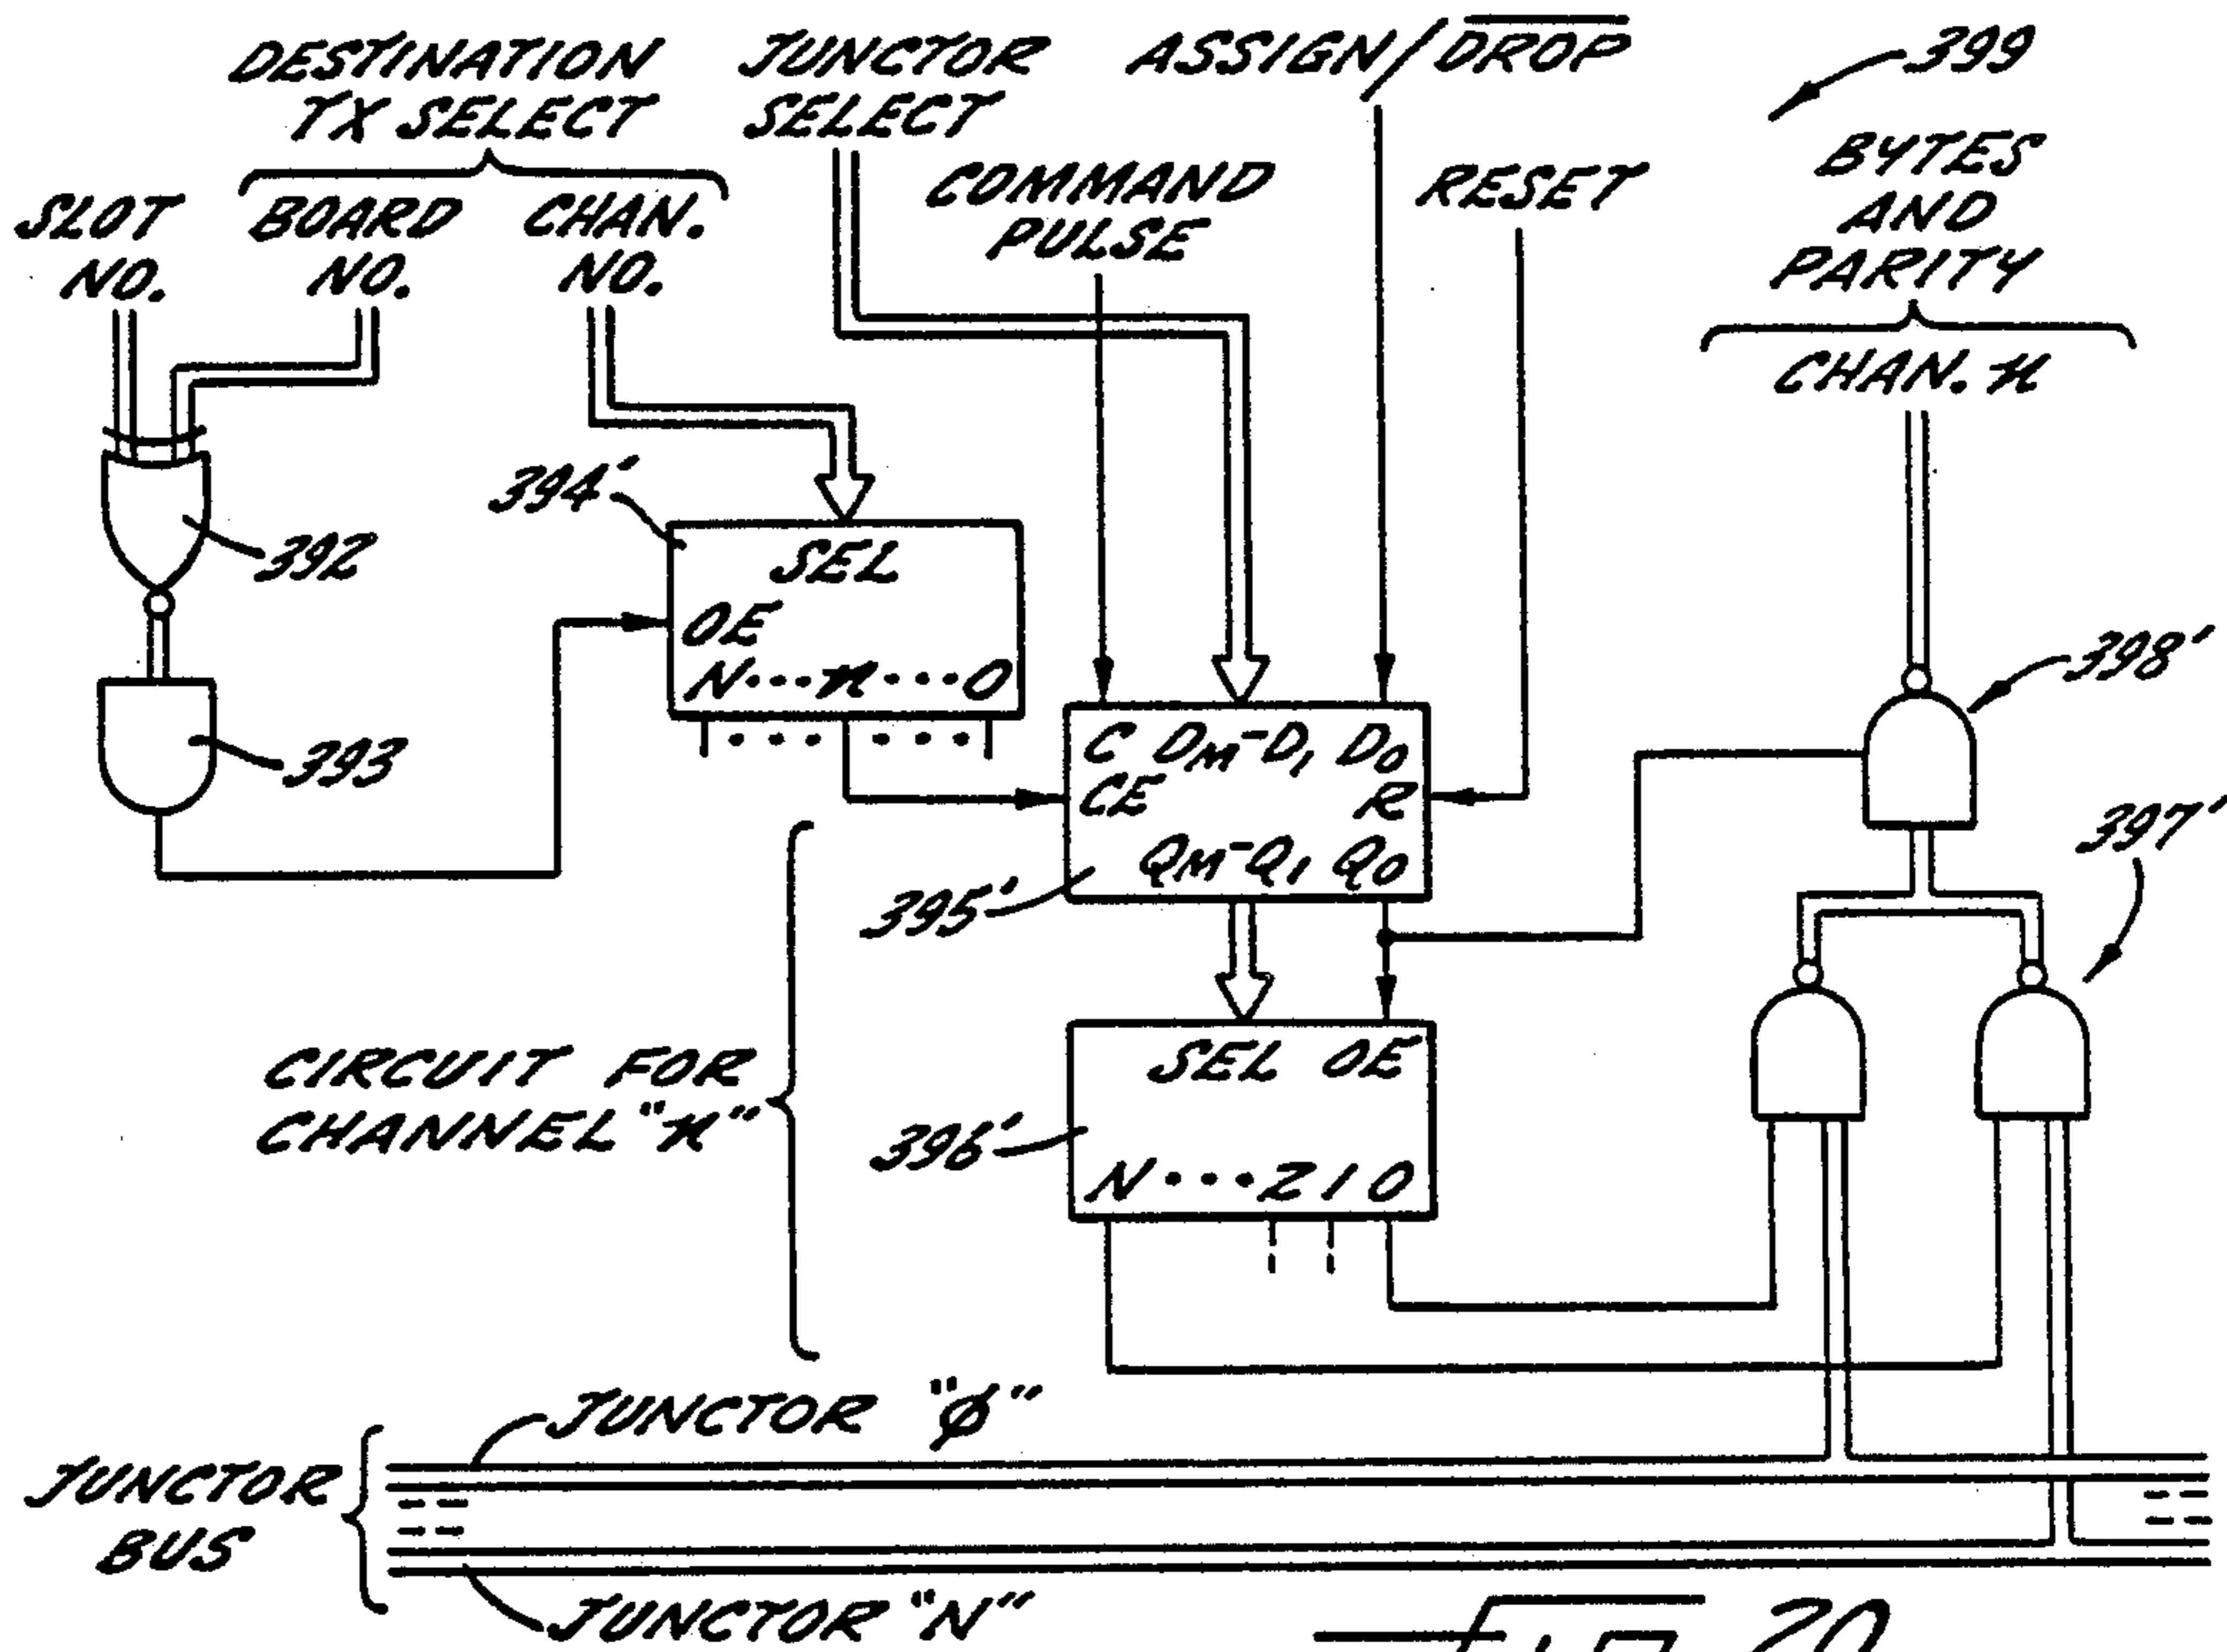 DESTINATION
TX SELECT
JUNCTOR
SELECT
ASSIGN/DROP
399
SLOT
NO.
BOARD
NO.
CHAN.
NO.
COMMAND
PULSE
RESET
BYTES
AND
PARITY
CHAN. n
392
393
394'
SEL
OE
N···n···0
C DM-D1 D0
CE R
QM-Q1 Q0
395'
398'
397'
CIRCUIT FOR
CHANNEL "n"
SEL OE
396'
N···2 1 0
JUNCTOR "φ"
JUNCTOR
BUS
JUNCTOR "N"
20